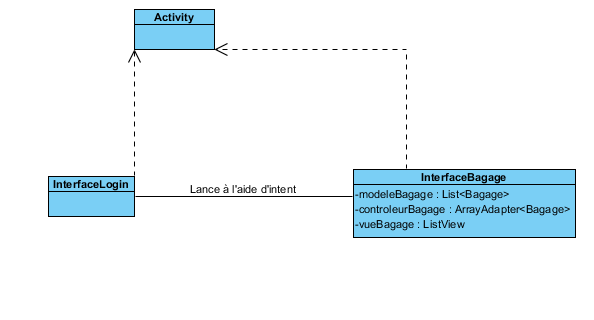 Activity
InterfaceLogin
Lance à l'aide d'intent
InterfaceBagage
-modeleBagage : List<Bagage>
-controleurBagage : ArrayAdapter<Bagage>
-vueBagage : ListView